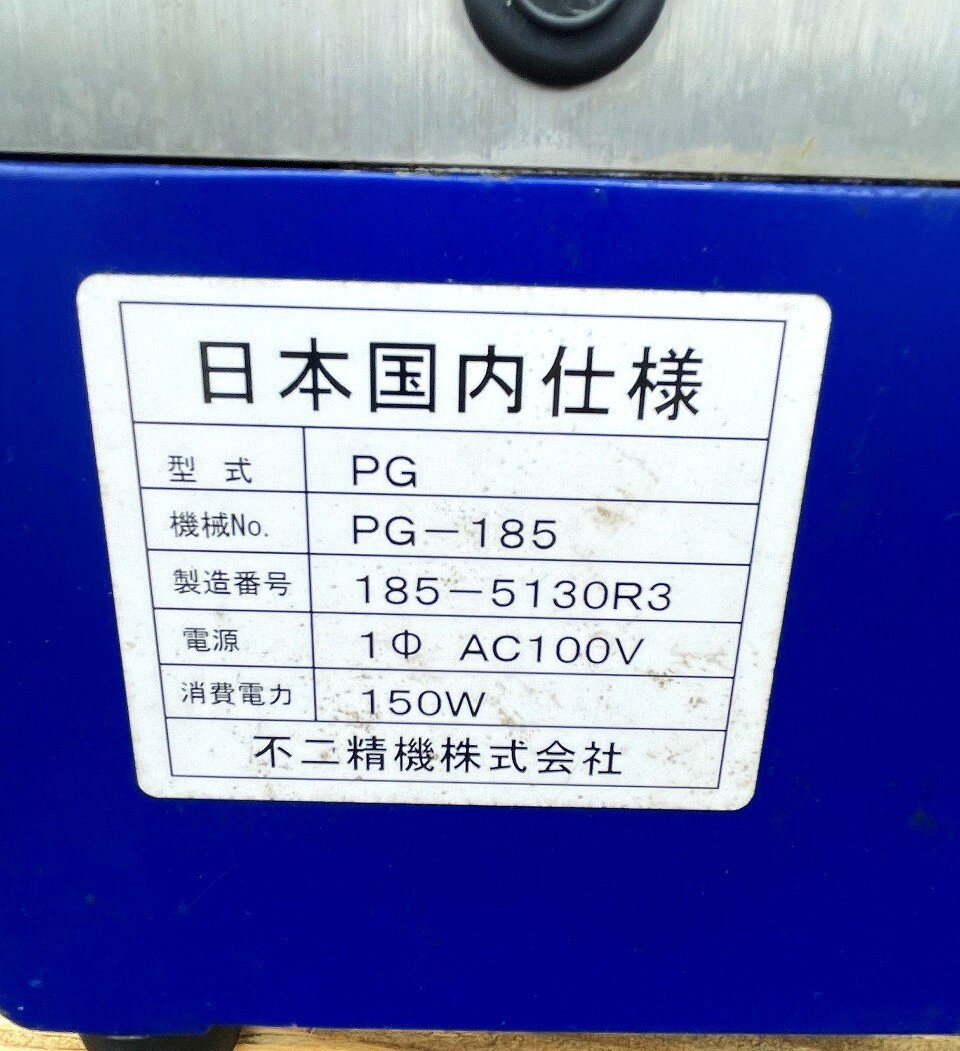 日本国内仕様
型式 PG
機械No. PG-185
製造番号 185-5130R3
電源 1Φ AC100V
消費電力 150W
不二精機株式会社